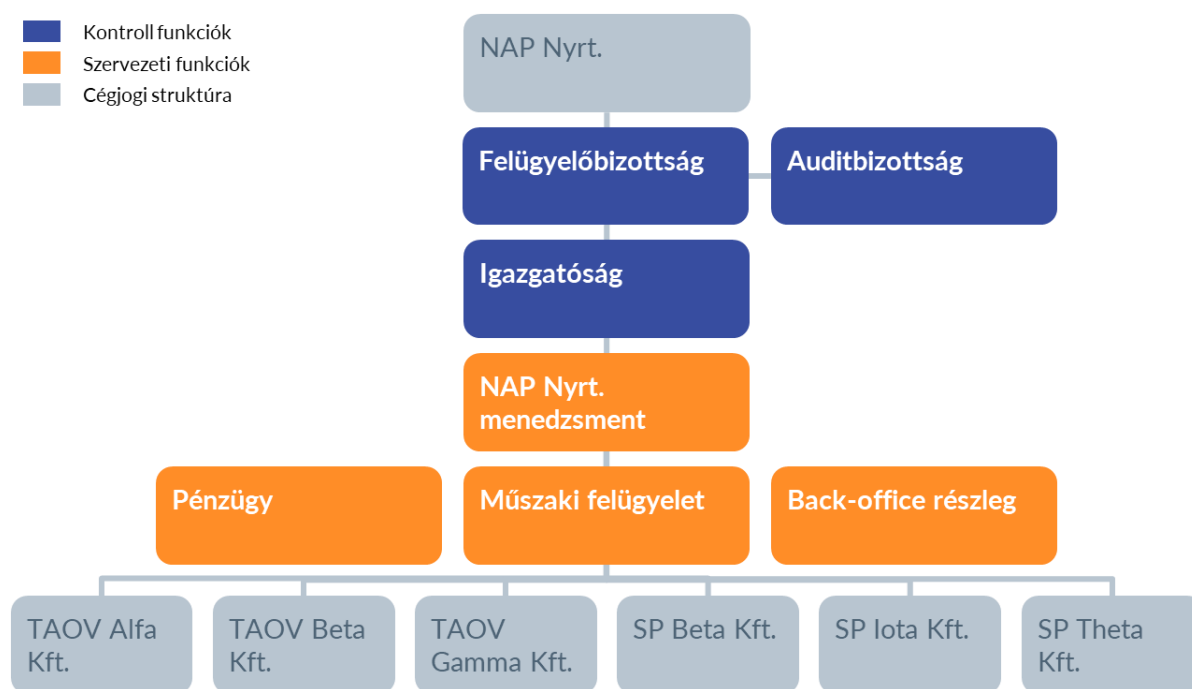 Kontroll funkciók
Szervezeti funkciók
Cégjogi struktúra
NAP Nyrt.
Felügyelőbizottság
Auditbizottság
Igazgatóság
NAP Nyrt.
menedzsment
Pénzügy
Műszaki felügyelet
Back-office részleg
TAOV Alfa
Kft.
TAOV Beta
Kft.
TAOV
Gamma Kft.
SP Beta Kft.
SP Iota Kft.
SP Theta
Kft.